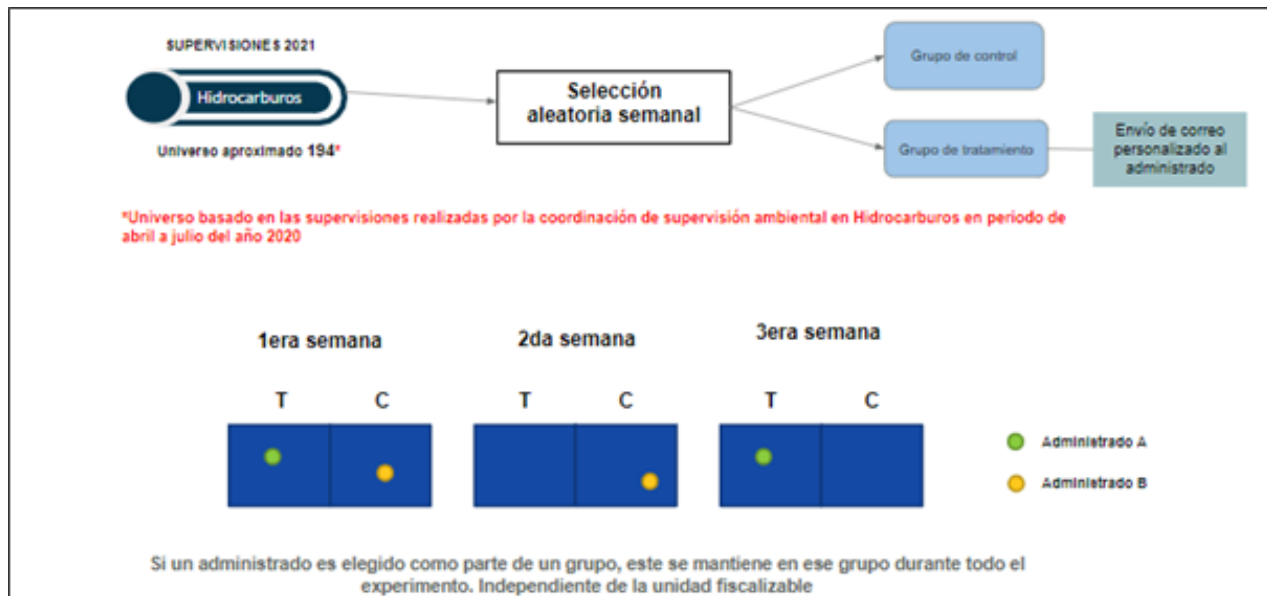 SUPERVISIONES 2021
Hidrocarburos
Universo aproximado 194*
Selección
aleatoria semanal
Grupo de control
Grupo de tratamiento
Envío de correo
personalizado al
administrado
*Universo basado en las supervisiones realizadas por la coordinación de supervisión ambiental en Hidrocarburos en periodo de
abril a julio del año 2020
1era semana
2da semana
3era semana
T C
T C
T C
Administrado A
Administrado B
Si un administrado es elegido como parte de un grupo, este se mantiene en ese grupo durante todo el
experimento. Independiente de la unidad fiscalizable